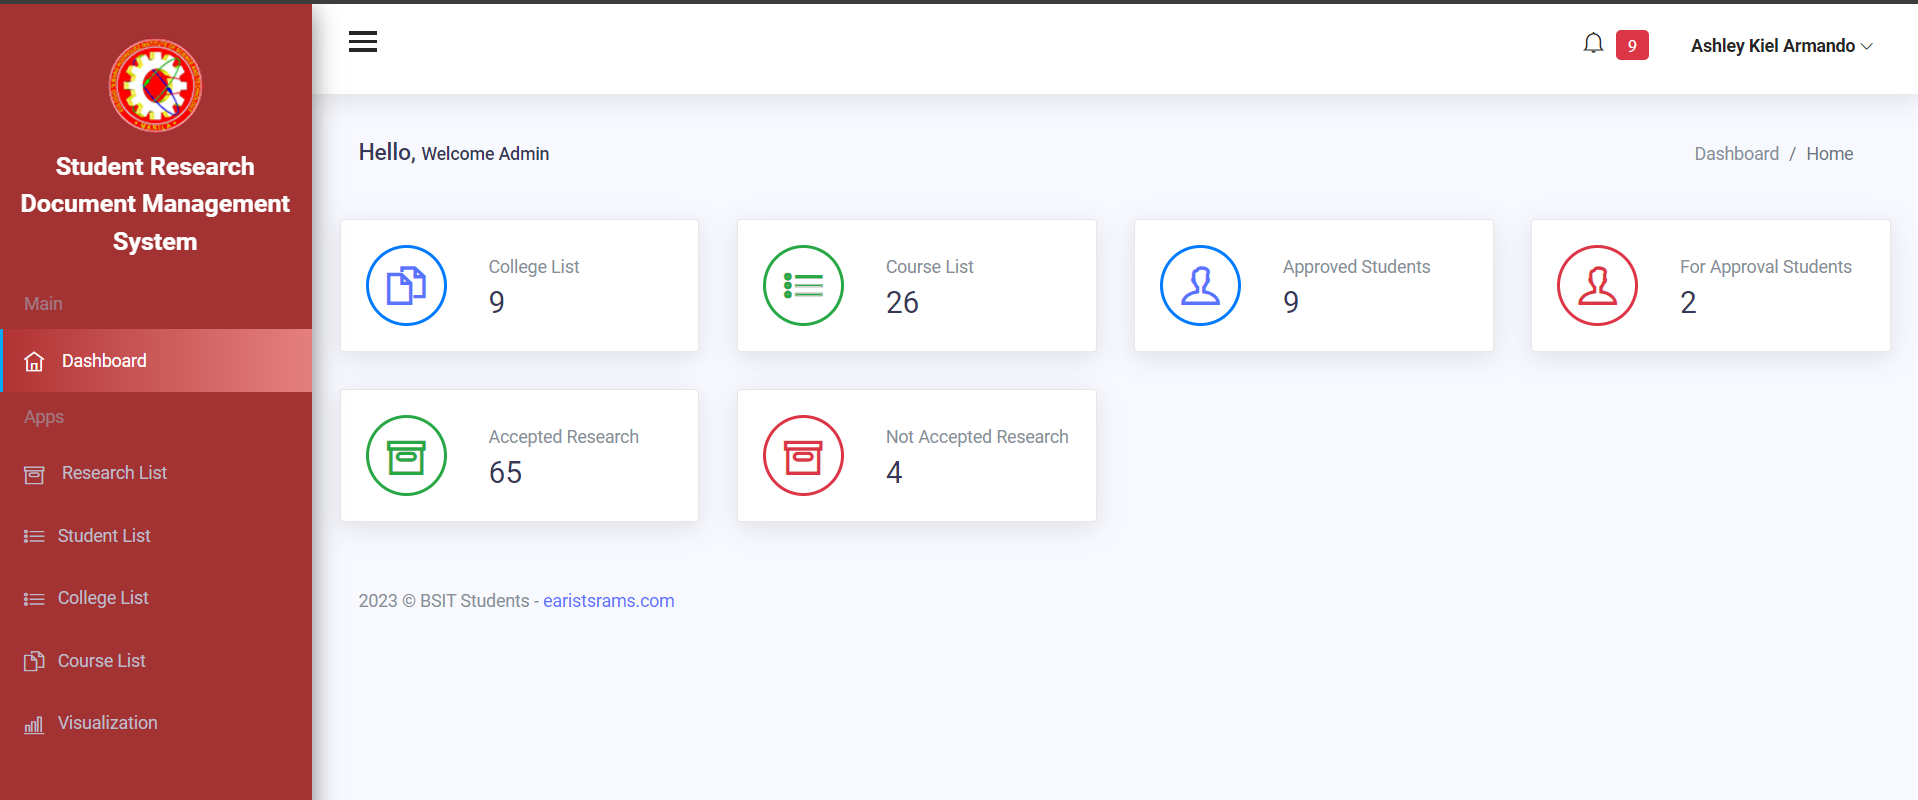 Student Research
Document Management
System
Main
Dashboard
Apps
Research List
Student List
College List
Course List
Visualization
9
Ashley Kiel Armando
Hello, Welcome Admin
Dashboard / Home
College List
9
Course List
26
Approved Students
9
For Approval Students
2
Accepted Research
65
Not Accepted Research
4
2023 © BSIT Students - earistsrams.com
MANILA